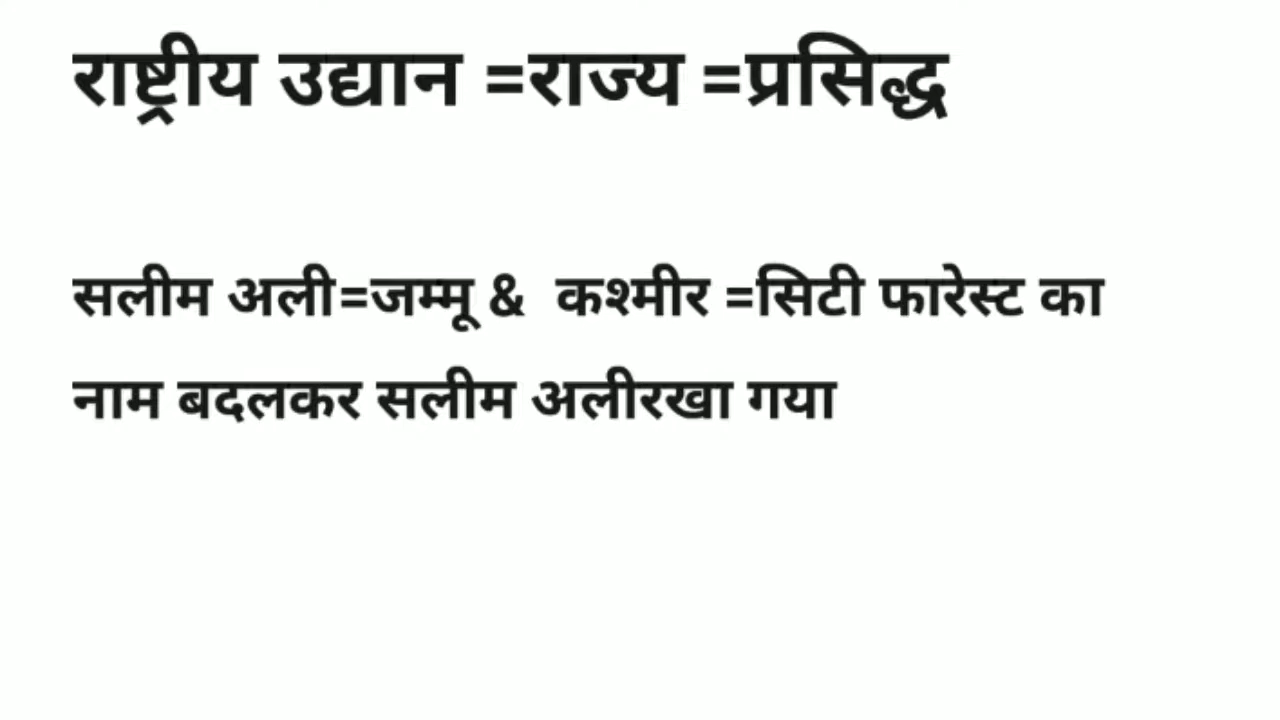 राष्ट्रीय उद्यान =राज्य =प्रसिद्ध
सलीम अली=जम्मू & कश्मीर =सिटी फारेस्ट का
नाम बदलकर सलीम अलीरखा गया